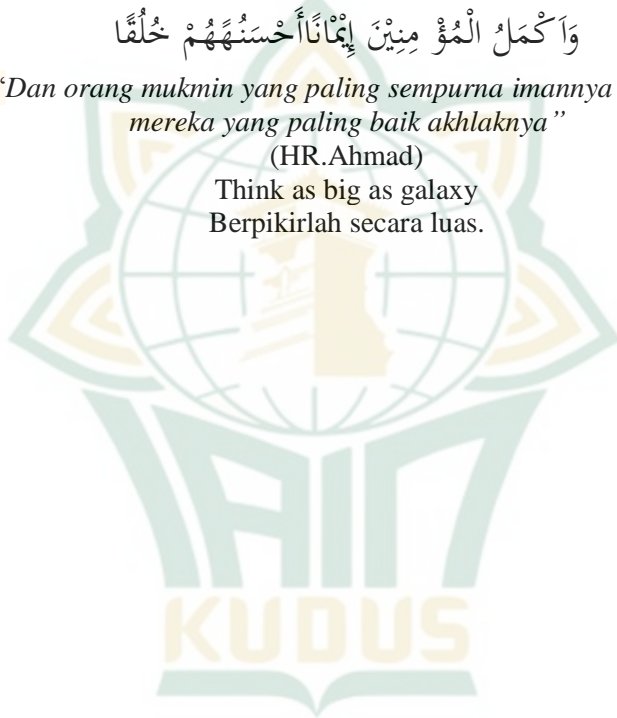 وَاَ كْمَلُ الْمُؤْ مِنِيْنَ اِيْمْانًاأَحْسَنُهًهُمْ خُلُقًا
‘Dan orang mukmin yang paling sempurna imannya
mereka yang paling baik akhlaknya”
(HR.Ahmad)
Think as big as galaxy
Berpikirlah secara luas.
IAIN
KUDUS